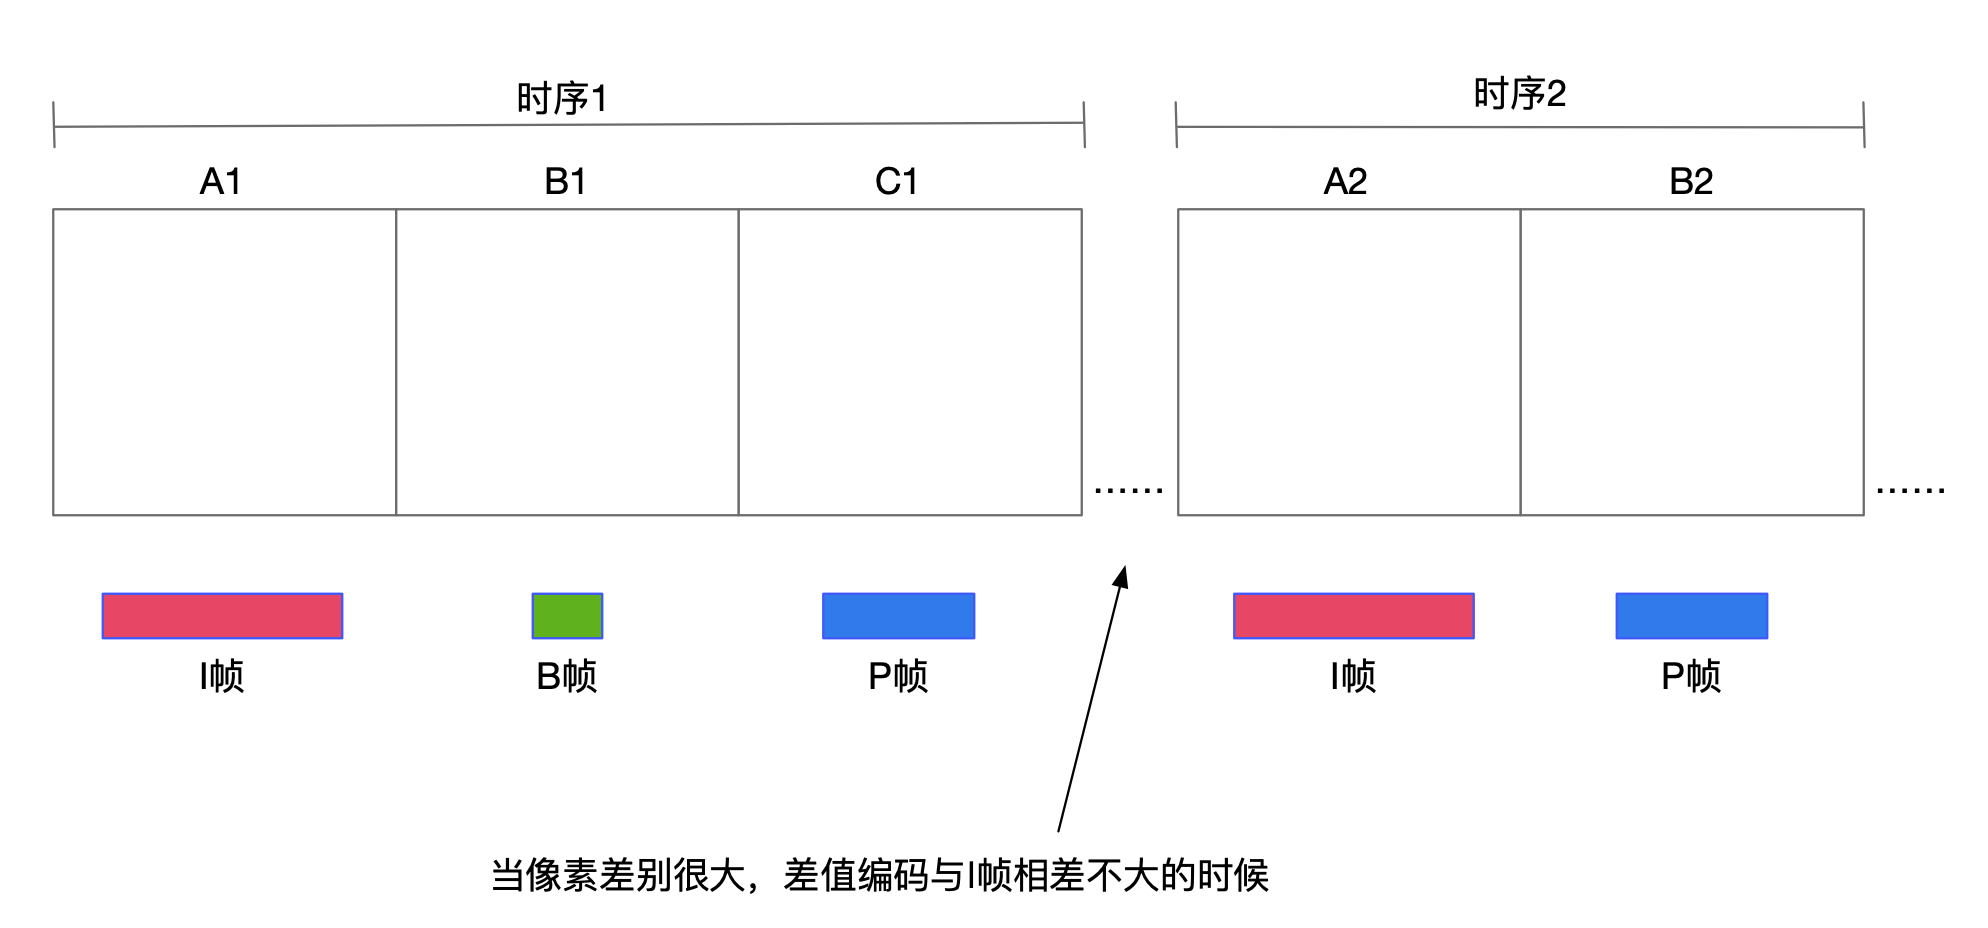 时序1
时序2
A1
B1
C1
A2
B2
......
......
I帧
B帧
P帧
I帧
P帧
当像素差别很大，差值编码与I帧相差不大的时候